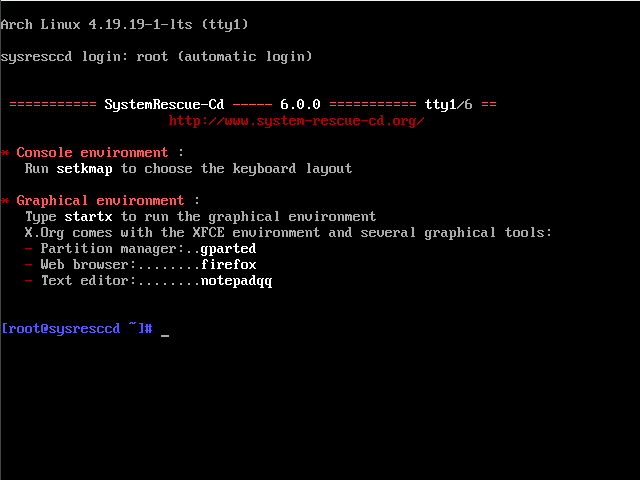 Arch Linux 4.19.19-1-lts (tty1)
sysresccd login: root (automatic login)
=========== SystemRescue-Cd ----- 6.0.0 =========== tty1/6 ==
http://www.system-rescue-cd.org/
* Console environment :
Run setkmap to choose the keyboard layout
* Graphical environment :
Type startx to run the graphical environment
X.Org comes with the XFCE environment and several graphical tools:
- Partition manager:..gparted
- Web browser:........firefox
- Text editor:........notepadqq
[root@sysresccd ~]# _